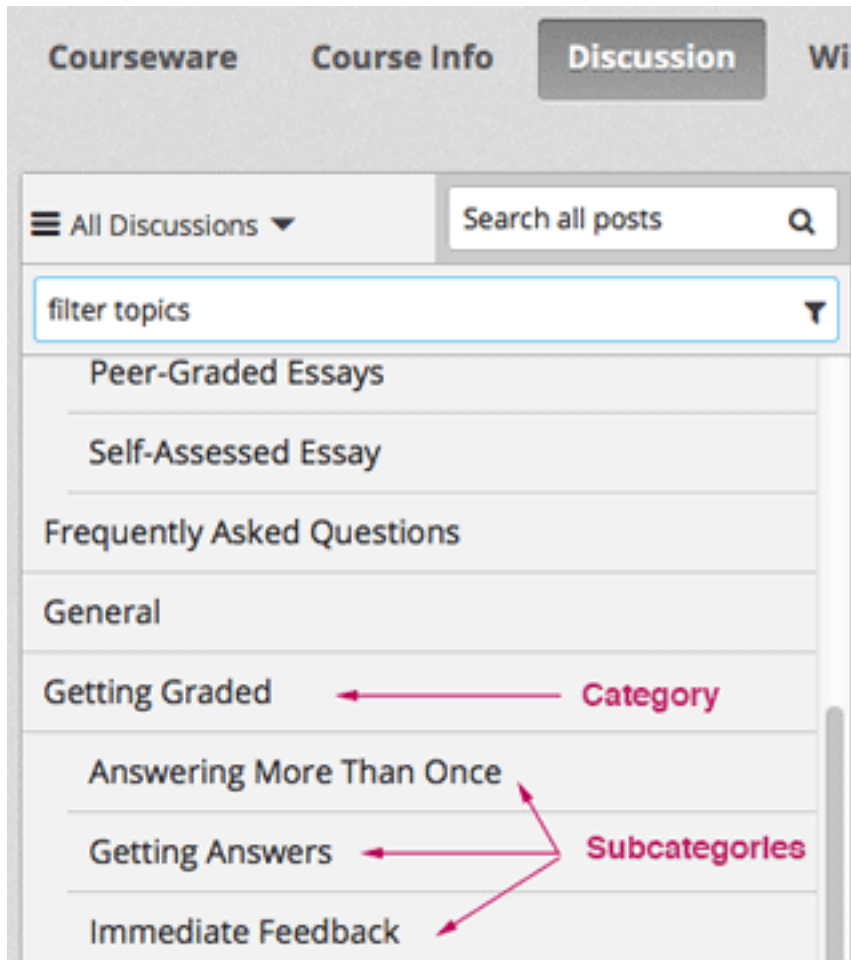 Courseware Course Info Discussion Wi
All Discussions Search all posts
filter topics
Peer-Graded Essays
Self-Assessed Essay
Frequently Asked Questions
General
Getting Graded Category
Answering More Than Once
Getting Answers Subcategories
Immediate Feedback